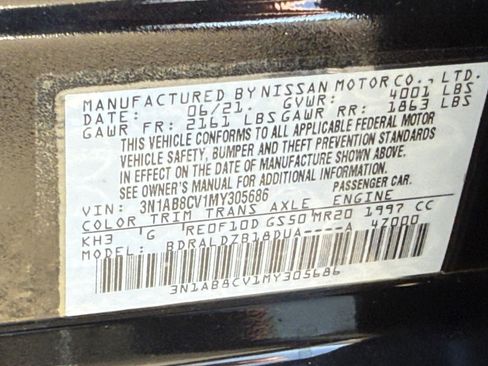 MANUFACTURED BY NISSAN MOTOR CO., LTD.
DATE: 06/21. GVWR: 4001 LBS
GAWR FR: 2161 LBS GAWR RR: 1863 LBS
THIS VEHICLE CONFORMS TO ALL APPLICABLE FEDERAL MOTOR
VEHICLE SAFETY, BUMPER AND THEFT PREVENTION STANDARDS
IN EFFECT ON THE DATE OF MANUFACTURE SHOWN ABOVE.
SEE OWNER'S MANUAL FOR ADDITIONAL INFORMATION.
VIN: 3N1AB8CV1MY305686 PASSENGER CAR.
COLOR TRIM TRANS AXLE ENGINE
KH3 G RE0F10D GS50 MR20 1997 CC
MODEL: BDRALDZB18DUA----A 4Z000
3N1AB8CV1MY305686